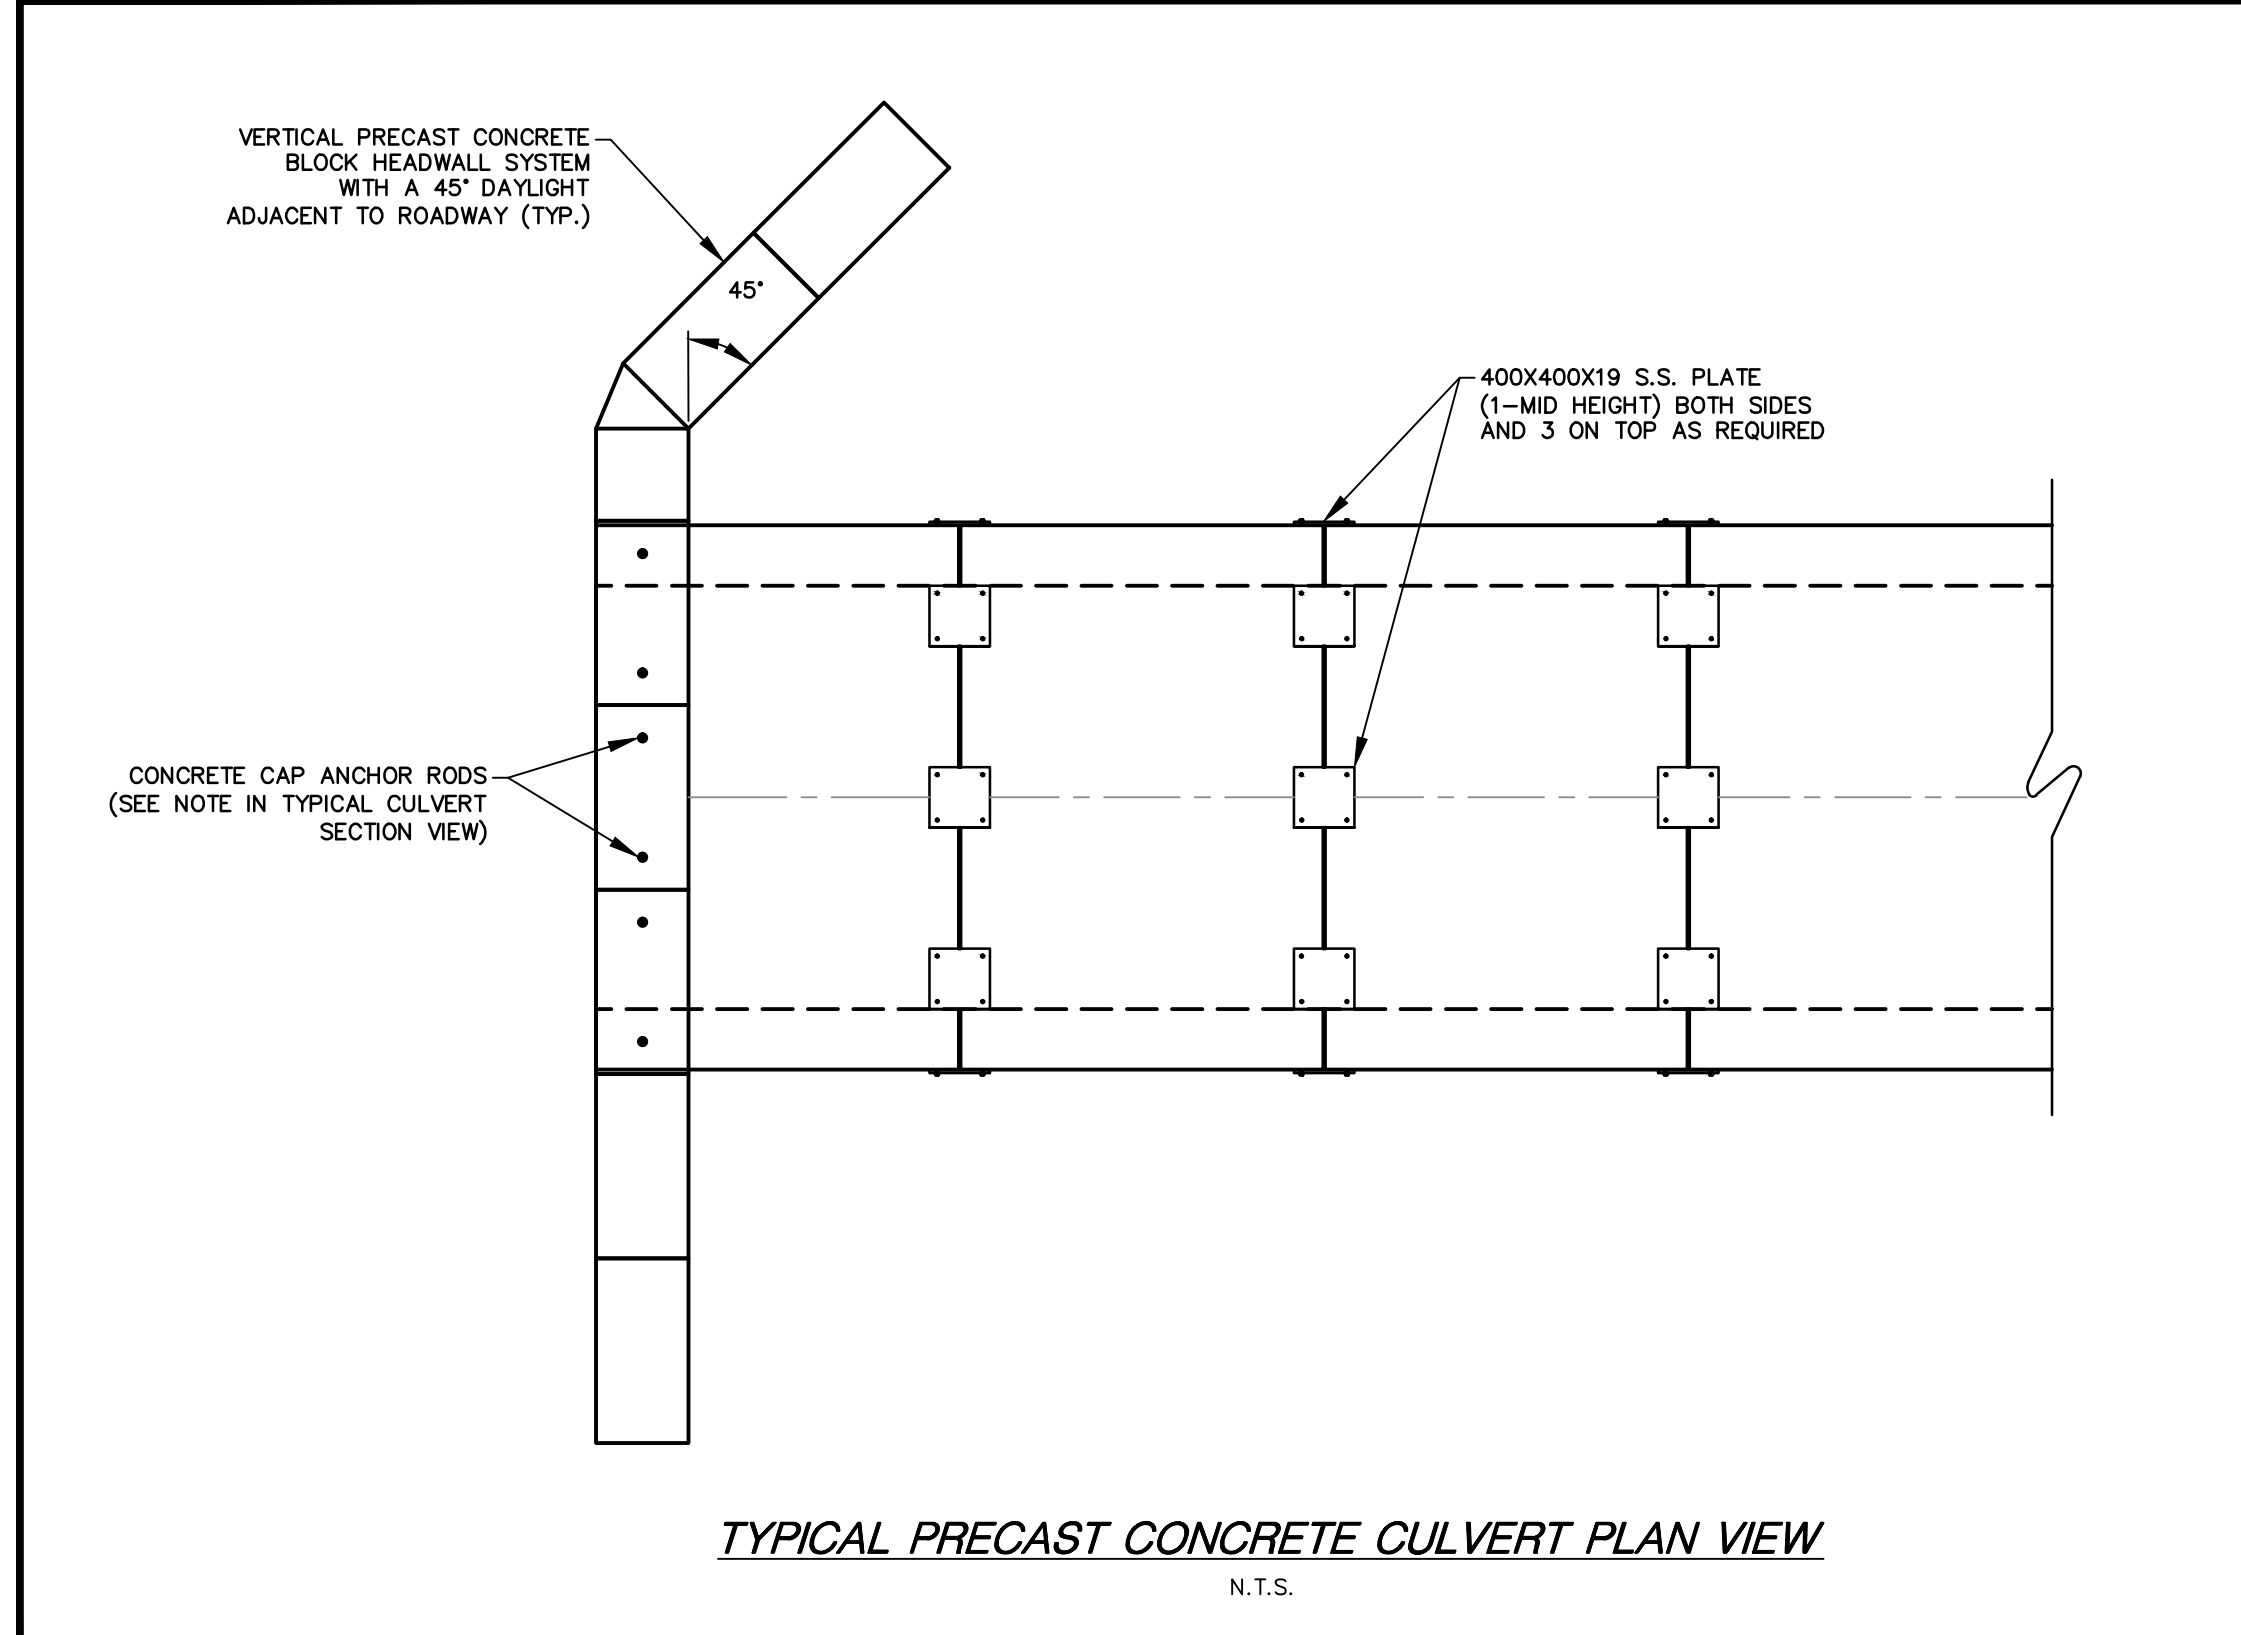 VERTICAL PRECAST CONCRETE
BLOCK HEADWALL SYSTEM
WITH A 45° DAYLIGHT
ADJACENT TO ROADWAY (TYP.)
45°
400X400X19 S.S. PLATE
(1-MID HEIGHT) BOTH SIDES
AND 3 ON TOP AS REQUIRED
CONCRETE CAP ANCHOR RODS
(SEE NOTE IN TYPICAL CULVERT
SECTION VIEW)
TYPICAL PRECAST CONCRETE CULVERT PLAN VIEW
N.T.S.